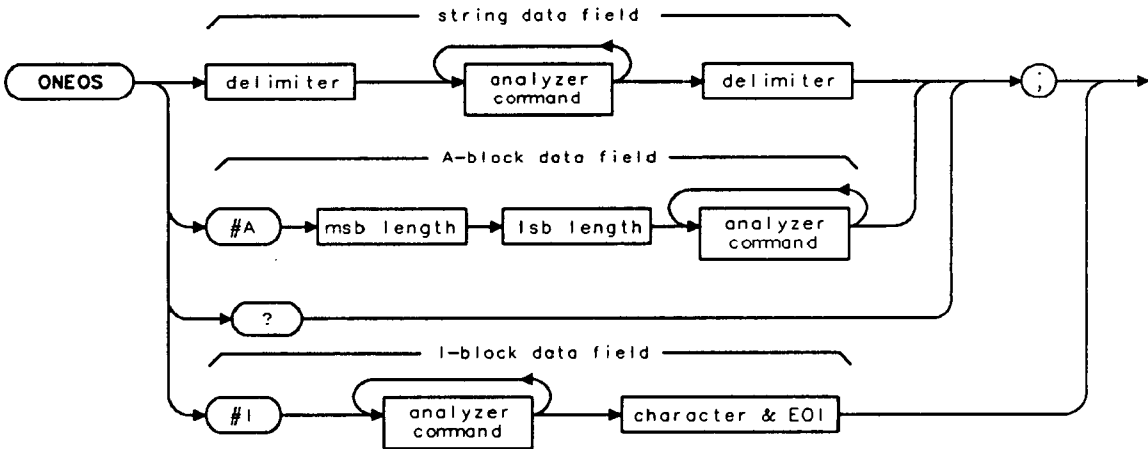 string data field
ONEOS
delimiter
analyzer
command
delimiter
;
A-block data field
#A
msb length
lsb length
analyzer
command
?
I-block data field
#I
analyzer
command
character & EOI